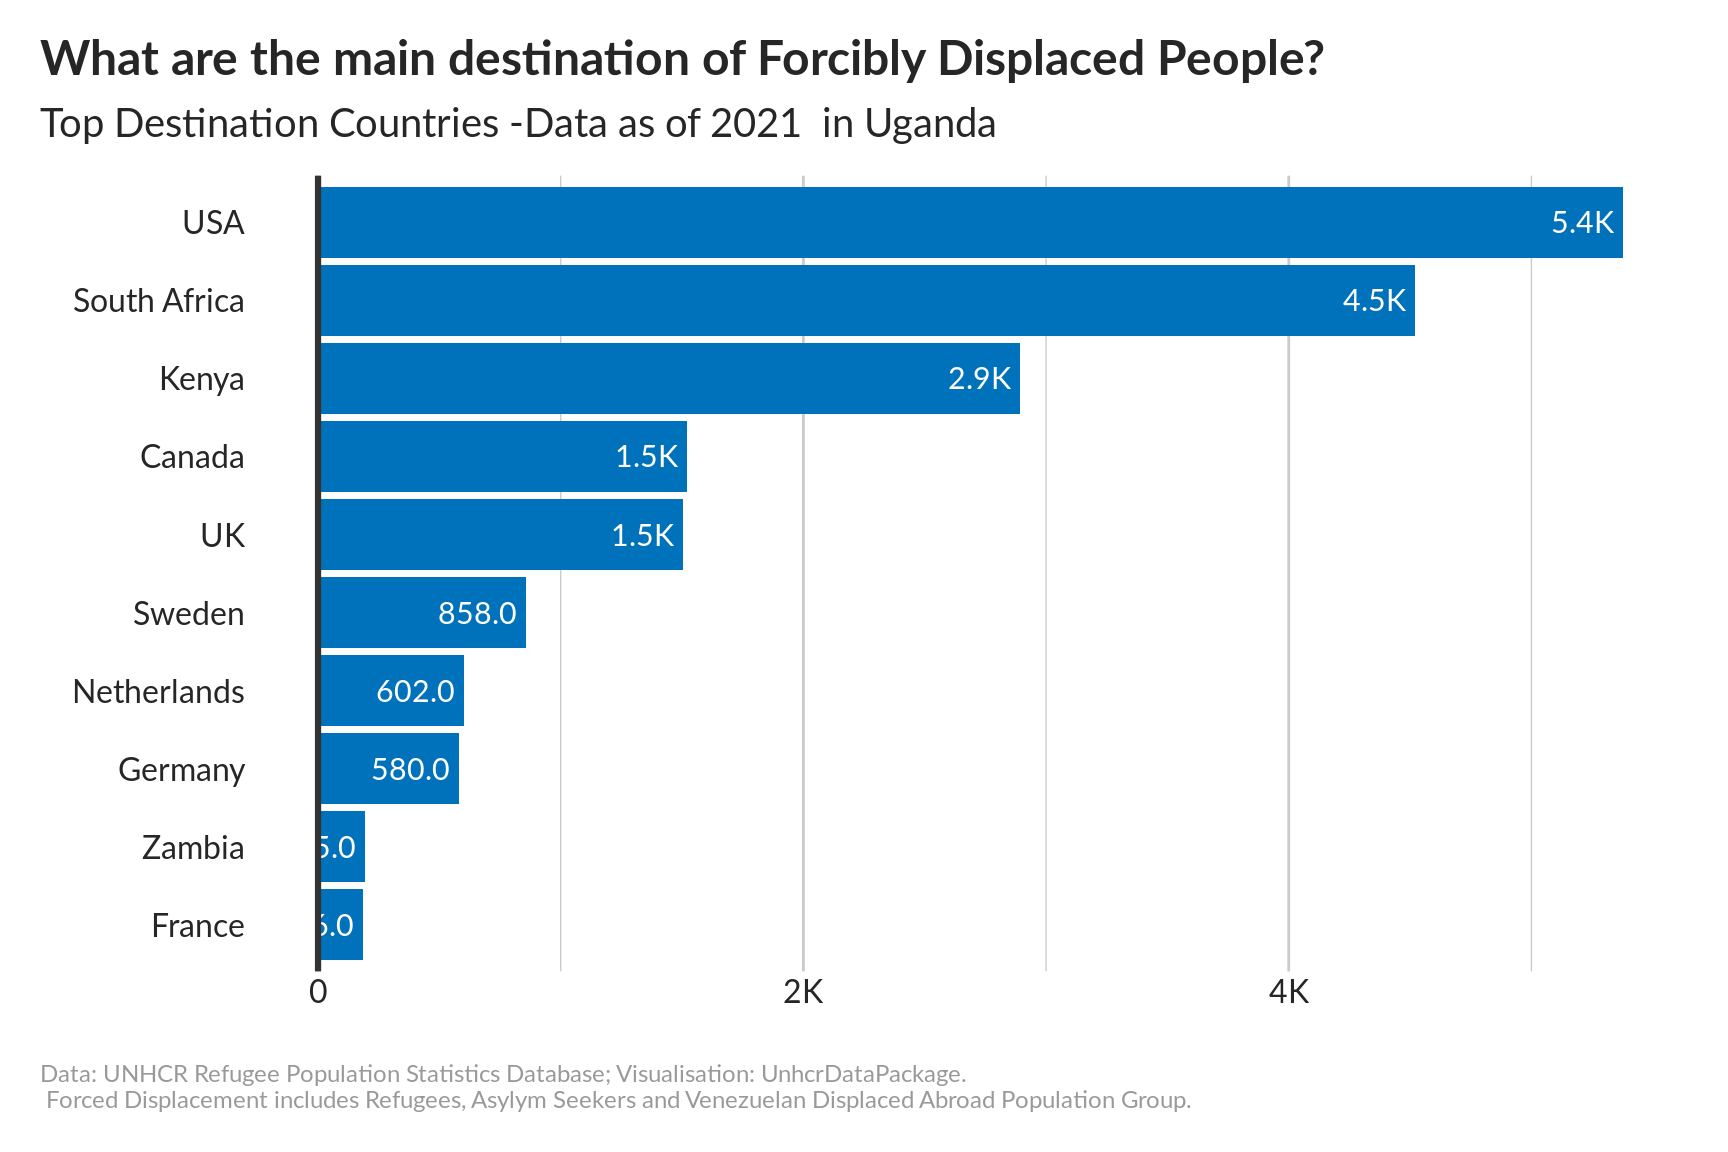 What are the main destination of Forcibly Displaced People?
Top Destination Countries -Data as of 2021  in Uganda
USA 5.4K
South Africa 4.5K
Kenya 2.9K
Canada 1.5K
UK 1.5K
Sweden 858.0
Netherlands 602.0
Germany 580.0
Zambia
France
0 2K 4K
Data: UNHCR Refugee Population Statistics Database; Visualisation: UnhcrDataPackage.
Forced Displacement includes Refugees, Asylym Seekers and Venezuelan Displaced Abroad Population Group.